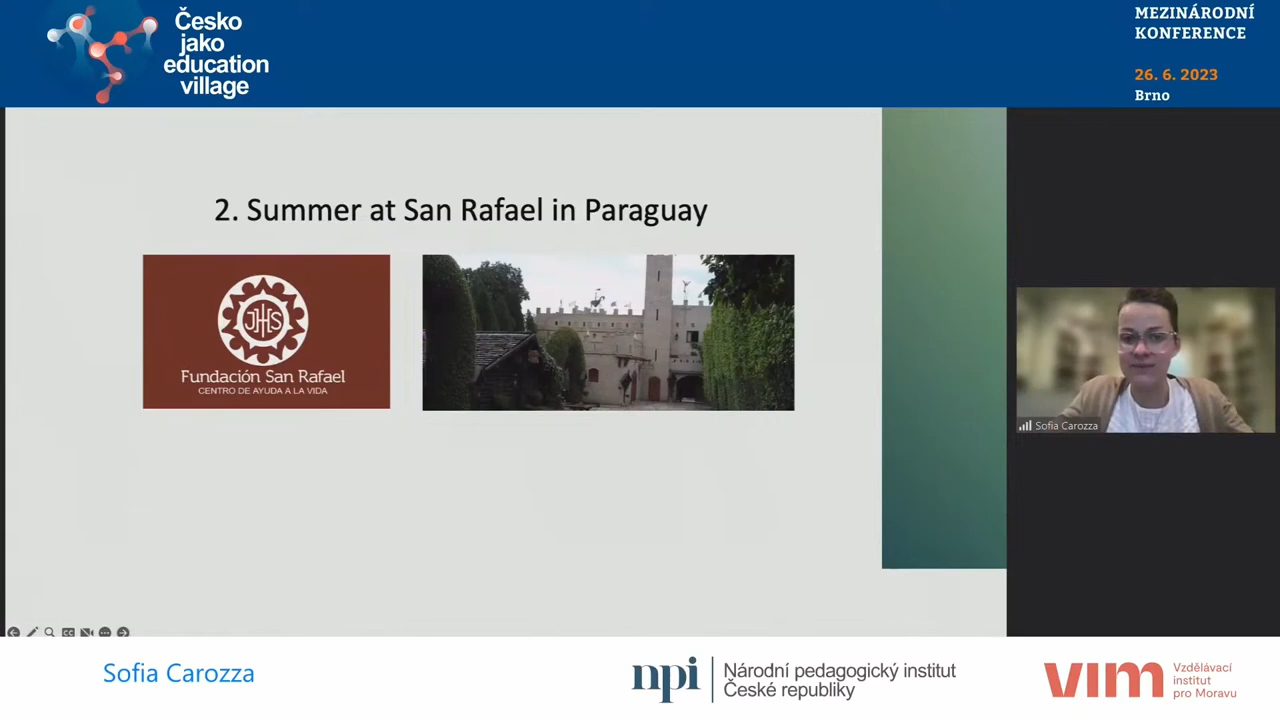 Česko
jako
education
village
MEZINÁRODNÍ
KONFERENCE
26. 6. 2023
Brno
2. Summer at San Rafael in Paraguay
JHS
Fundación San Rafael
CENTRO DE AYUDA A LA VIDA
Sofia Carozza
Sofia Carozza
npi
Národní pedagogický institut
České republiky
vim
Vzdělávací
institut
pro Moravu